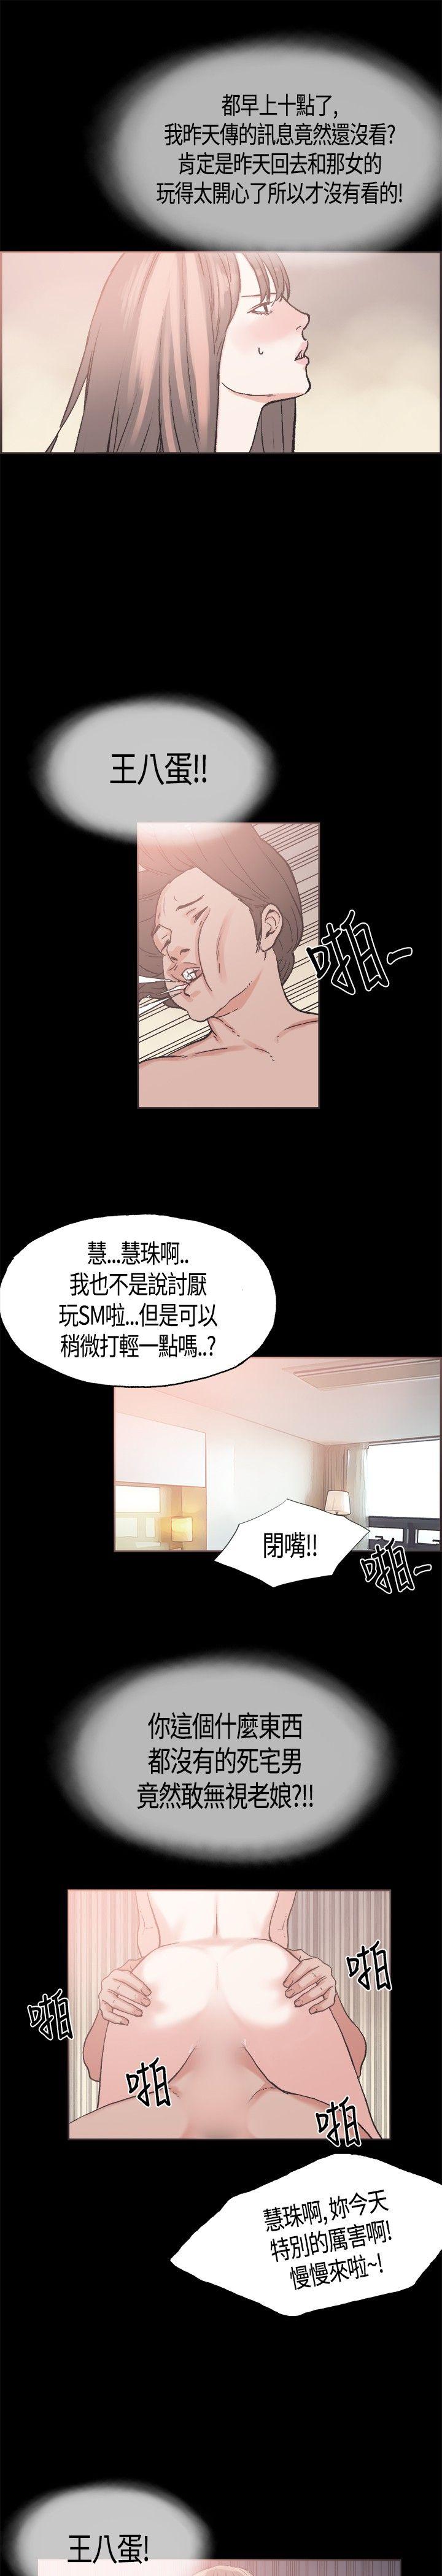 都早上十點了,
我昨天傳的訊息竟然還沒看?
肯定是昨天回去和那女的
玩得太開心了所以才沒有看的!
王八蛋!!
啪~
慧...慧珠啊..
我也不是說討厭
玩SM啦...但是可以
稍微打輕一點嗎..?
閉嘴!!
啪~
你這個什麼東西
都沒有的死宅男
竟然敢無視老娘?!!
啪
啪
啪
啪
慧珠啊,妳今天
特別的厲害啊!
慢慢來啦~!
王八蛋!